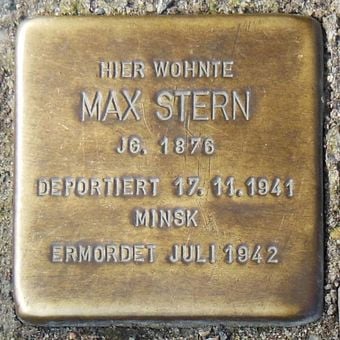 HIER WOHNTE
MAX STERN
JG. 1876
DEPORTIERT 17.11.1941
MINSK
ERMORDET JULI 1942